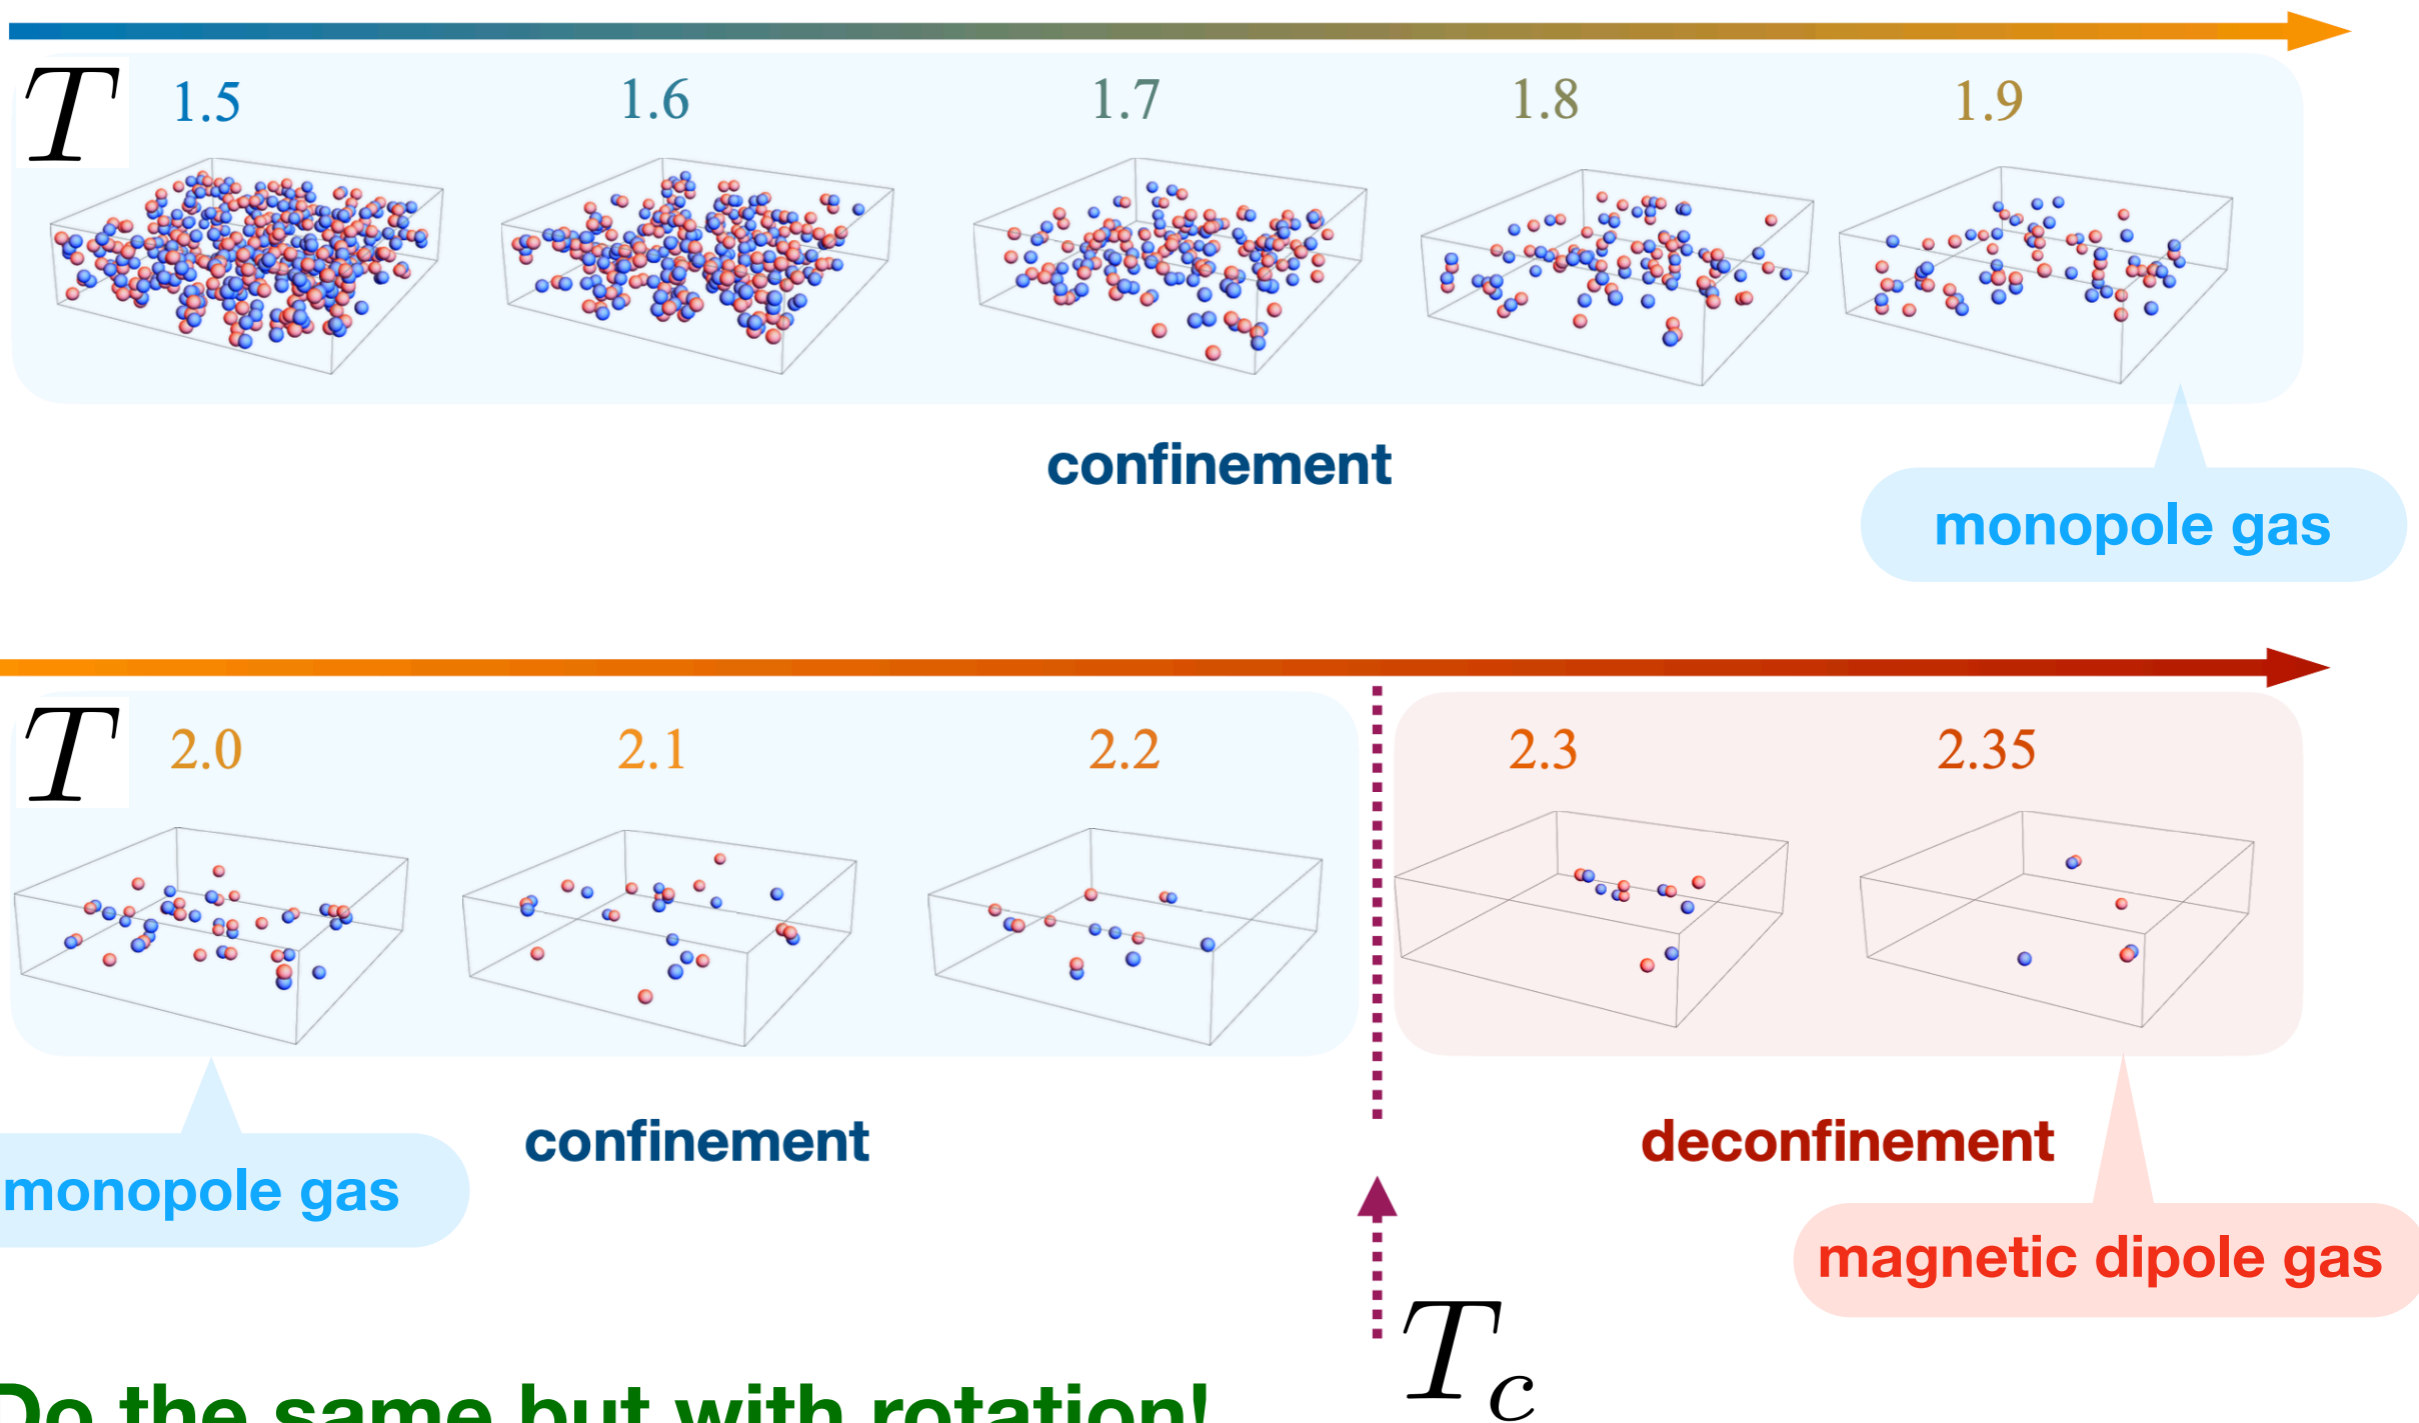 T 1.5 1.6 1.7 1.8 1.9
confinement
monopole gas
T 2.0 2.1 2.2 2.3 2.35
confinement deconfinement
monopole gas
magnetic dipole gas
T_c
Do the same but with rotation!